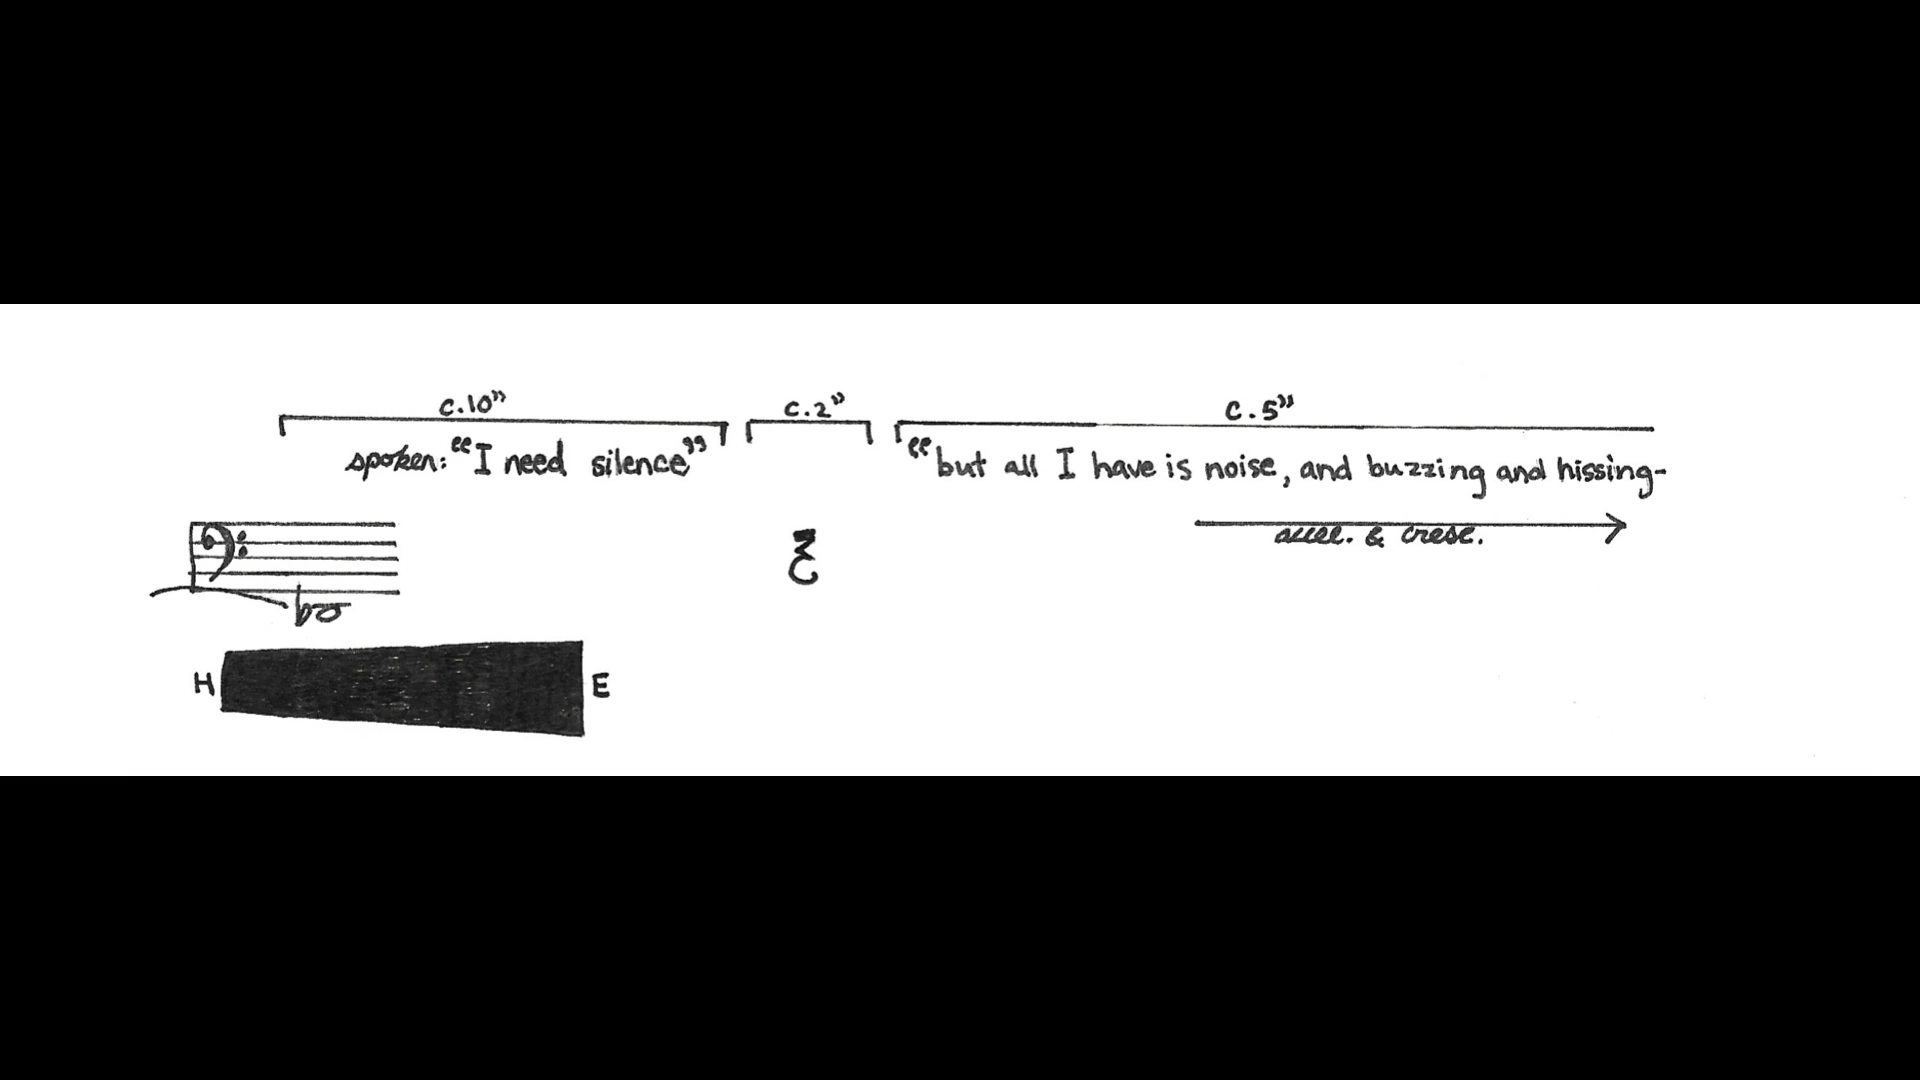 c.10” c.2” c.5”
spoken: “I need silence” “but all I have is noise, and buzzing and hissing-
accel. & cresc.
H E